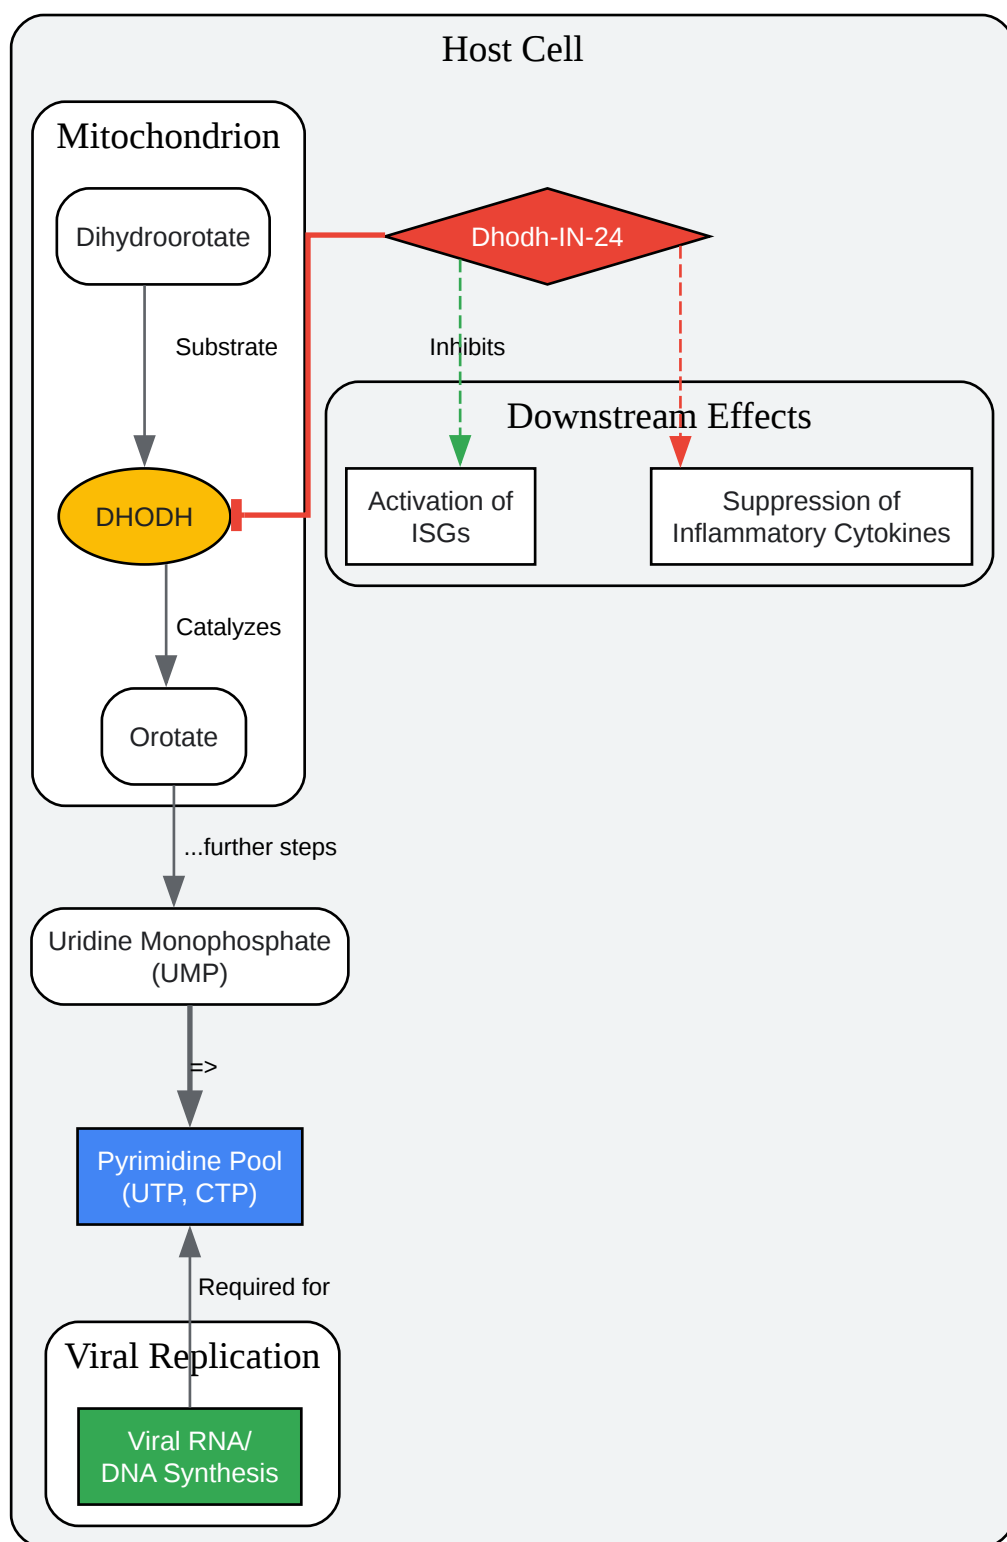 Host Cell
Mitochondrion
Dihydroorotate
Dhodh-IN-24
Substrate
Inhibits
Downstream Effects
DHODH
Activation of
ISGs
Suppression of
Inflammatory Cytokines
Catalyzes
Orotate
...further steps
Uridine Monophosphate
(UMP)
=>
Pyrimidine Pool
(UTP, CTP)
Required for
Viral Replication
Viral RNA/
DNA Synthesis